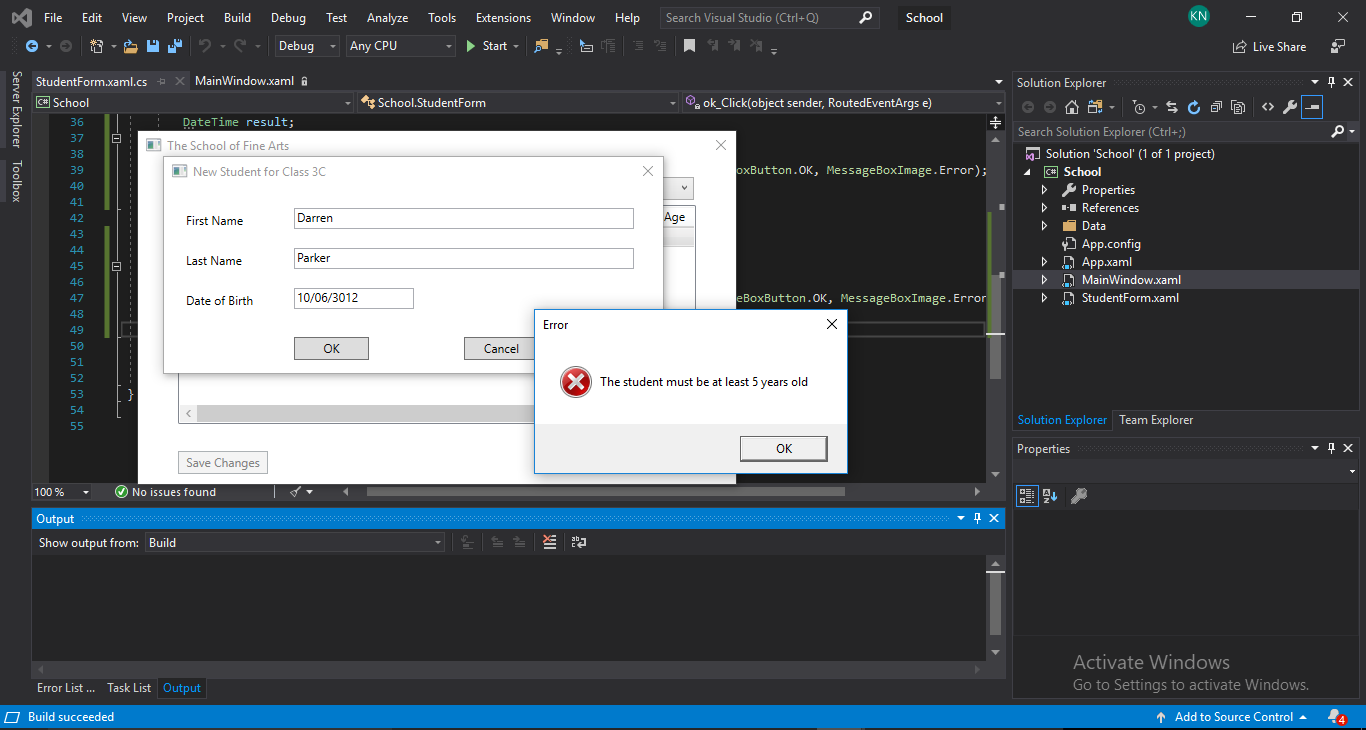 File Edit View Project Build Debug Test Analyze Tools Extensions Window Help Search Visual Studio (Ctrl+Q) School KN
Debug Any CPU Start Live Share
Server Explorer
Toolbox
StudentForm.xaml.cs MainWindow.xaml
School School.StudentForm ok_Click(object sender, RoutedEventArgs e)
36 DateTime result;
37
38
39 oxButton.OK, MessageBoxImage.Error);
40
41
42
43
44
45
46
47 eBoxButton.OK, MessageBoxImage.Error
48
49
50
51
52
53 }
54
55
The School of Fine Arts
Age
Save Changes
New Student for Class 3C
First Name Darren
Last Name Parker
Date of Birth 10/06/3012
OK Cancel
Error
The student must be at least 5 years old
OK
100 % No issues found
Output
Show output from: Build
Error List ... Task List Output
Solution Explorer
Search Solution Explorer (Ctrl+;)
Solution 'School' (1 of 1 project)
C# School
Properties
References
Data
App.config
App.xaml
MainWindow.xaml
StudentForm.xaml
Solution Explorer Team Explorer
Properties
Activate Windows
Go to Settings to activate Windows.
Build succeeded Add to Source Control 4